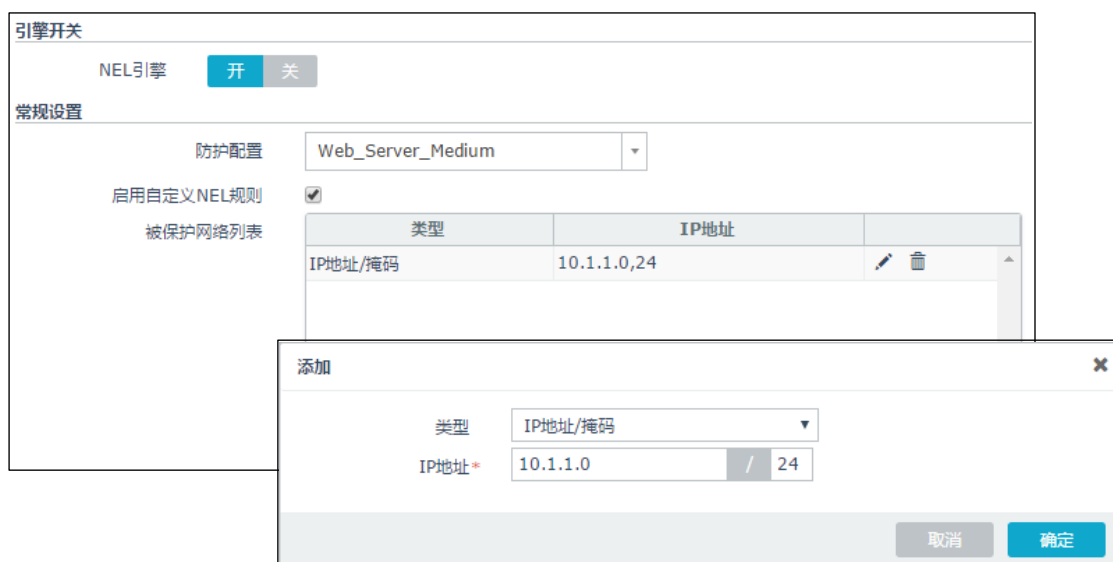 引擎开关
NEL引擎 开 关
常规设置
防护配置 Web_Server_Medium
启用自定义NEL规则
被保护网络列表 类型 IP地址
IP地址/掩码 10.1.1.0,24
添加
类型 IP地址/掩码
IP地址* 10.1.1.0 / 24
取消 确定